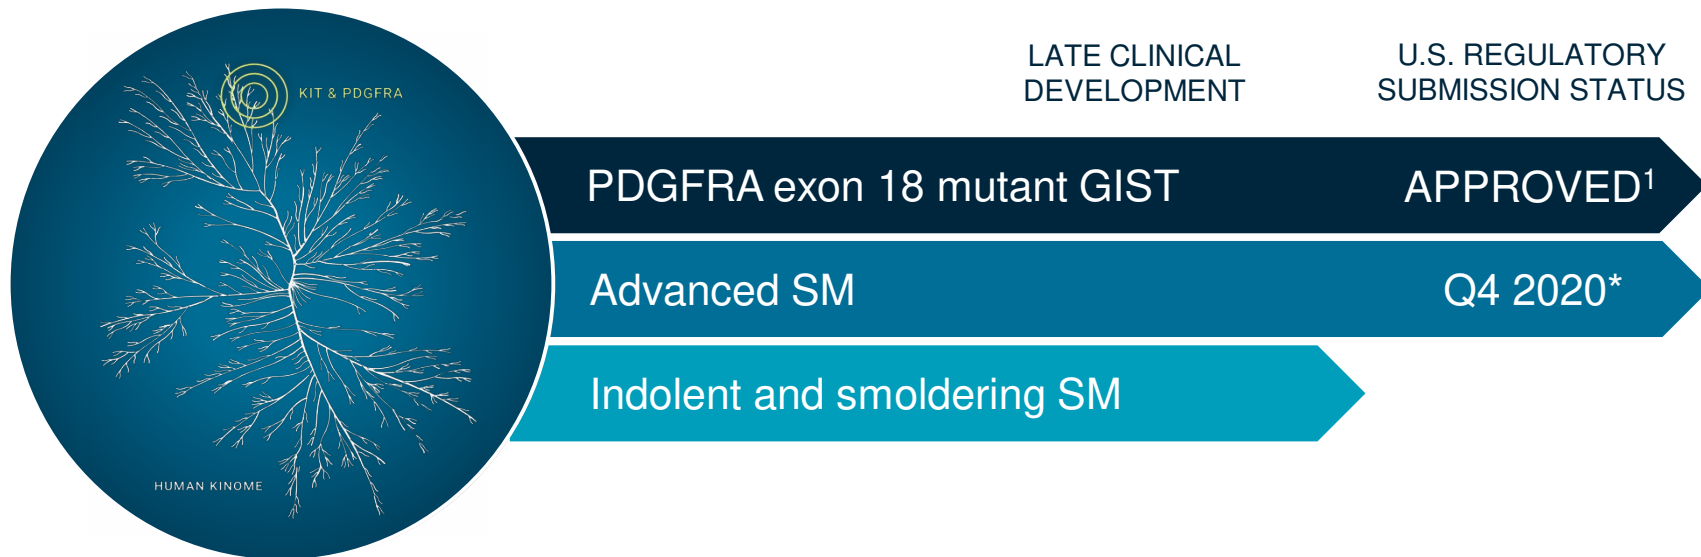 KIT & PDGFRA
HUMAN KINOME
LATE CLINICAL
DEVELOPMENT
U.S. REGULATORY
SUBMISSION STATUS
PDGFRA exon 18 mutant GIST APPROVED¹
Advanced SM Q4 2020*
Indolent and smoldering SM